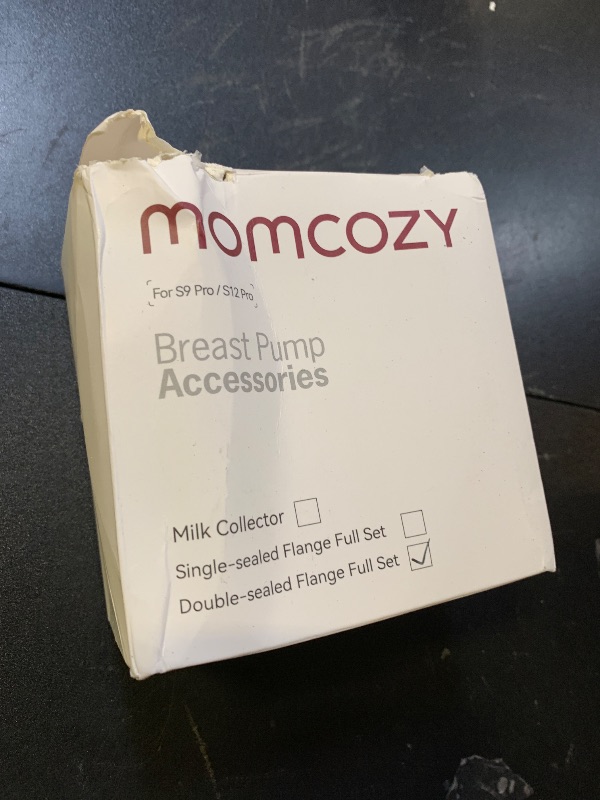 momcozy
For S9 Pro / S12 Pro
Breast Pump
Accessories
Milk Collector
Single-sealed Flange Full Set
Double-sealed Flange Full Set